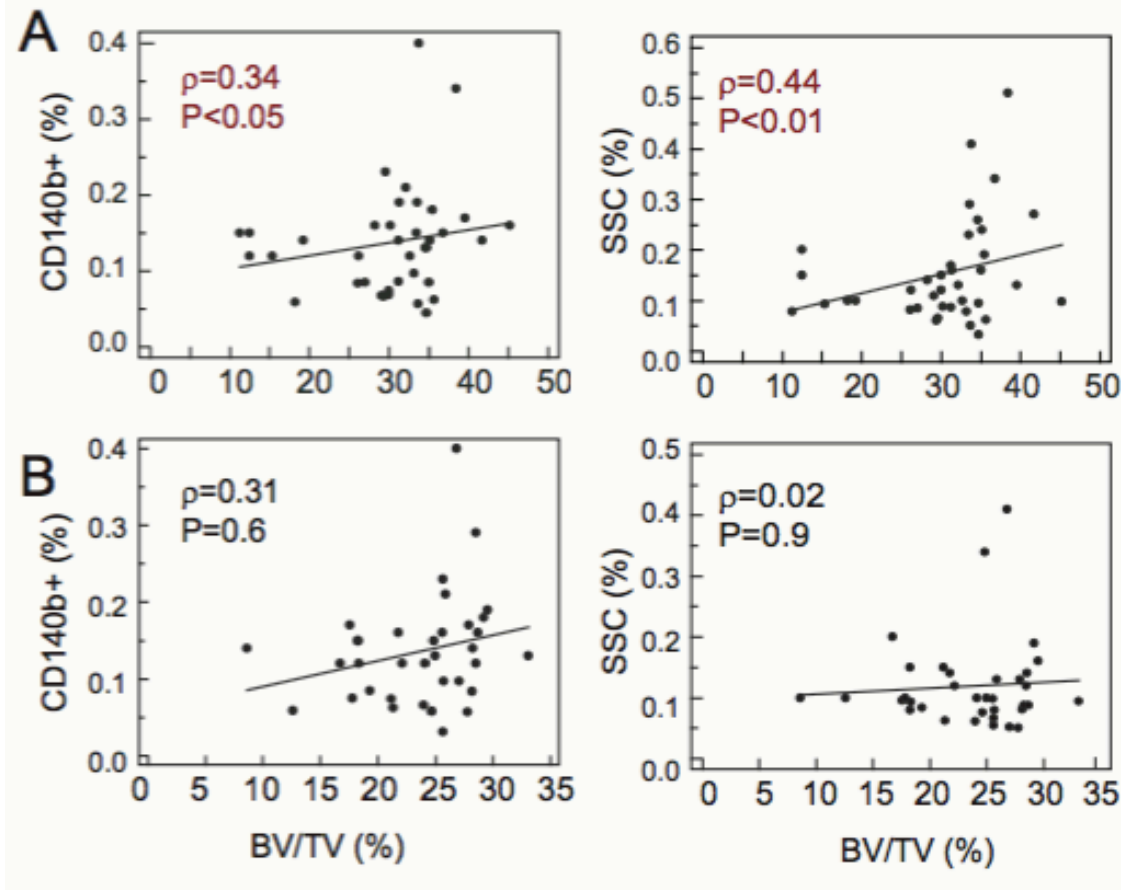 A
CD140b+ (%)
0.4
0.3
0.2
0.1
0.0
ρ=0.34
P<0.05
0 10 20 30 40 50
SSC (%)
0.6
0.5
0.4
0.3
0.2
0.1
0.0
ρ=0.44
P<0.01
0 10 20 30 40 50
B
CD140b+ (%)
0.4
0.3
0.2
0.1
0.0
ρ=0.31
P=0.6
0 5 10 15 20 25 30 35
BV/TV (%)
SSC (%)
0.5
0.4
0.3
0.2
0.1
0.0
ρ=0.02
P=0.9
0 5 10 15 20 25 30 35
BV/TV (%)